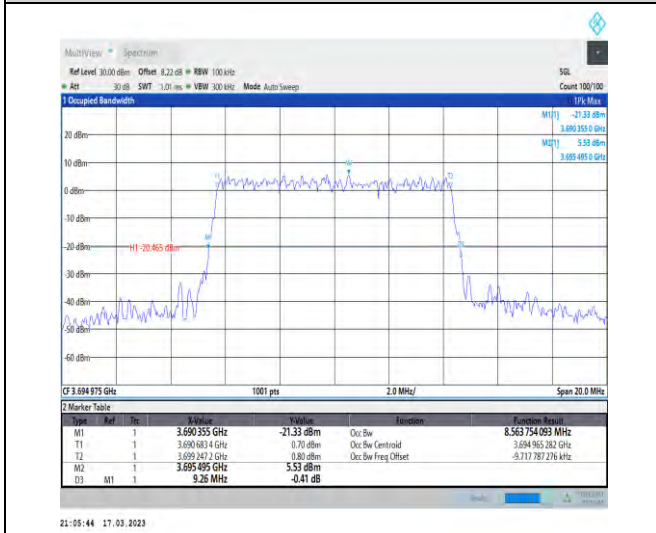 MultiView Spectrum
Ref Level 30.00 dBm Offset 8.22 dB RBW 100 kHz SGL
Att 30 dB SWT 1.01 ms VBW 300 kHz Mode Auto Sweep Count 100/100
1 Occupied Bandwidth 1Pk Max
M1[1] -21.33 dBm
3.690 355 0 GHz
M2[1] 5.53 dBm
3.695 495 0 GHz
20 dBm
10 dBm
0 dBm
-10 dBm
-20 dBm
H1 -20.465 dBm
-30 dBm
-40 dBm
-50 dBm
-60 dBm
T1
T2
CF 3.694 975 GHz 1001 pts 2.0 MHz/ Span 20.0 MHz
2 Marker Table
Type Ref Trc X-Value Y-Value Function Function Result
M1 1 3.690 355 GHz -21.33 dBm Occ Bw 8.563 754 093 MHz
T1 1 3.690 683 4 GHz 0.70 dBm Occ Bw Centroid 3.694 965 282 GHz
T2 1 3.699 247 2 GHz 0.80 dBm Occ Bw Freq Offset -9.717 787 276 kHz
M2 1 3.695 495 GHz 5.53 dBm
D3 M1 1 9.26 MHz -0.41 dB
21:05:44 17.03.2023